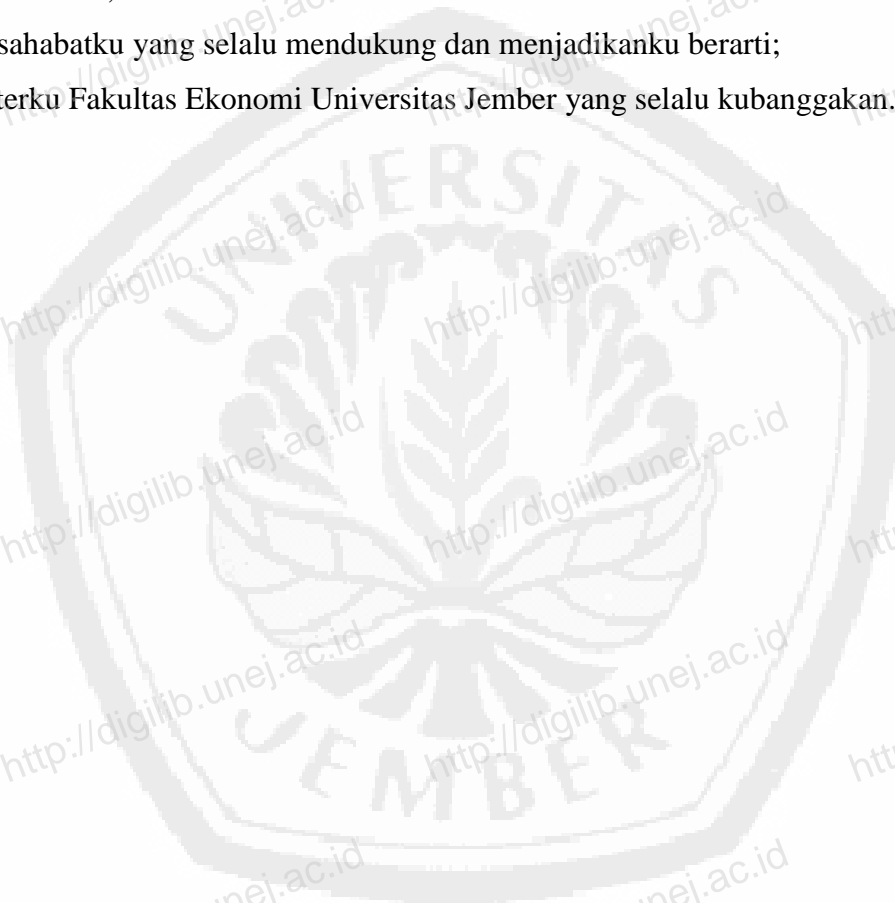 sahabatku yang selalu mendukung dan menjadikanku berarti;
terku Fakultas Ekonomi Universitas Jember yang selalu kubanggakan.
UNIVERSITAS
JEMBER
http://digilib.unej.ac.id
http://digilib.unej.ac.id
http://digilib.unej.ac.id
http://digilib.unej.ac.id
http://digilib.unej.ac.id
http://digilib.unej.ac.id